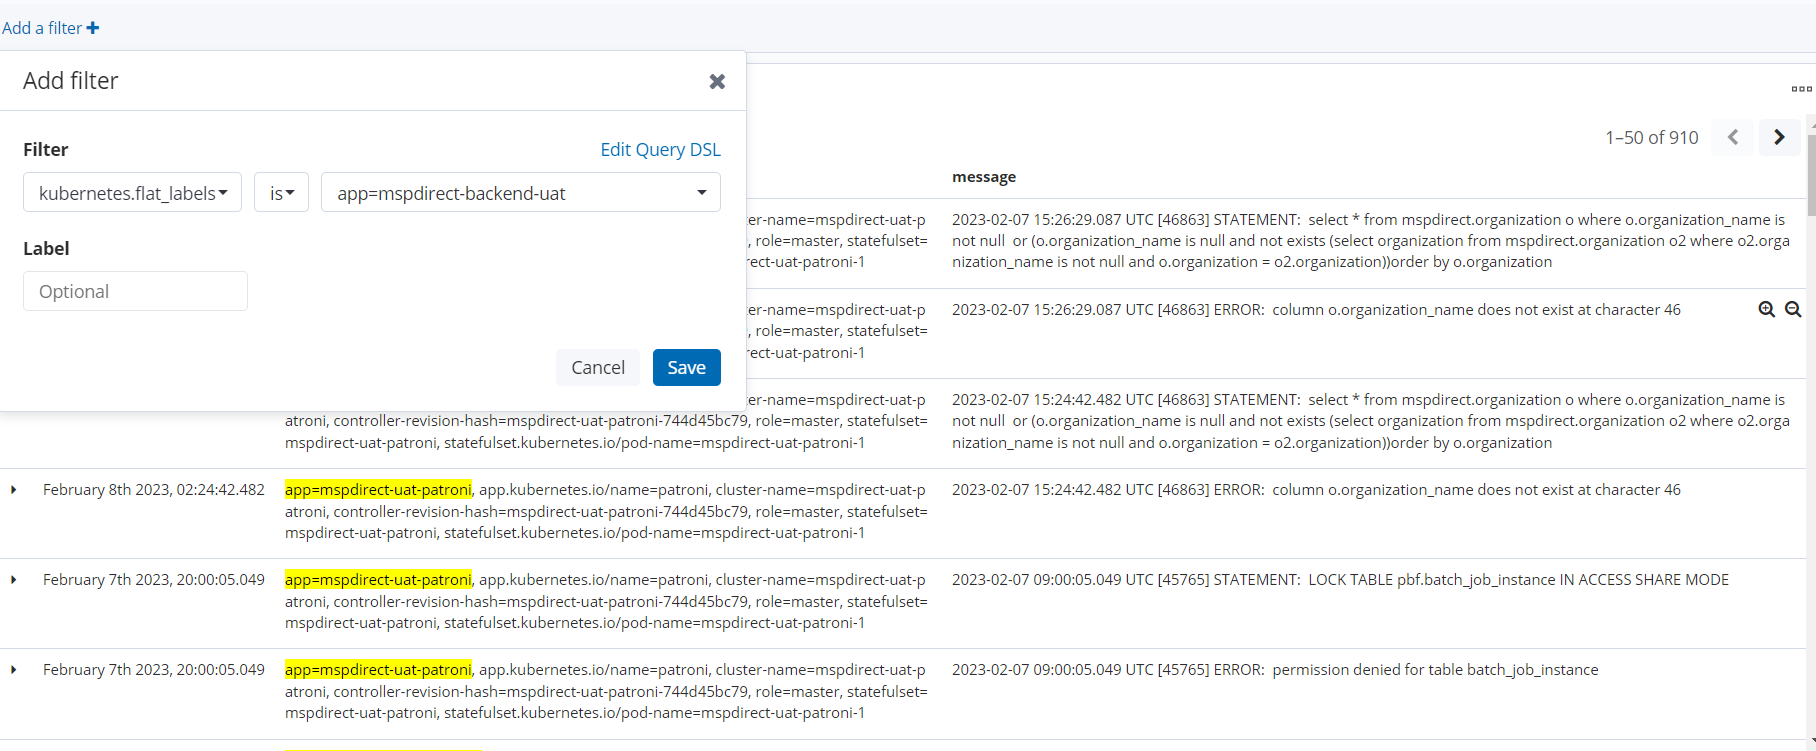 Add a filter
Add filter
Filter
Edit Query DSL
kubernetes.flat_labels
is
app=mspdirect-backend-uat
Label
Optional
Cancel
Save
1–50 of 910
message
ter-name=mspdirect-uat-p
, role=master, statefulset=
rect-uat-patroni-1
2023-02-07 15:26:29.087 UTC [46863] STATEMENT:  select * from mspdirect.organization o where o.organization_name is
not null  or (o.organization_name is null and not exists (select organization from mspdirect.organization o2 where o2.orga
nization_name is not null and o.organization = o2.organization))order by o.organization
ter-name=mspdirect-uat-p
, role=master, statefulset=
rect-uat-patroni-1
2023-02-07 15:26:29.087 UTC [46863] ERROR:  column o.organization_name does not exist at character 46
ter-name=mspdirect-uat-p
atroni, controller-revision-hash=mspdirect-uat-patroni-744d45bc79, role=master, statefulset=
mspdirect-uat-patroni, statefulset.kubernetes.io/pod-name=mspdirect-uat-patroni-1
2023-02-07 15:24:42.482 UTC [46863] STATEMENT:  select * from mspdirect.organization o where o.organization_name is
not null  or (o.organization_name is null and not exists (select organization from mspdirect.organization o2 where o2.orga
nization_name is not null and o.organization = o2.organization))order by o.organization
February 8th 2023, 02:24:42.482
app=mspdirect-uat-patroni, app.kubernetes.io/name=patroni, cluster-name=mspdirect-uat-p
atroni, controller-revision-hash=mspdirect-uat-patroni-744d45bc79, role=master, statefulset=
mspdirect-uat-patroni, statefulset.kubernetes.io/pod-name=mspdirect-uat-patroni-1
2023-02-07 15:24:42.482 UTC [46863] ERROR:  column o.organization_name does not exist at character 46
February 7th 2023, 20:00:05.049
app=mspdirect-uat-patroni, app.kubernetes.io/name=patroni, cluster-name=mspdirect-uat-p
atroni, controller-revision-hash=mspdirect-uat-patroni-744d45bc79, role=master, statefulset=
mspdirect-uat-patroni, statefulset.kubernetes.io/pod-name=mspdirect-uat-patroni-1
2023-02-07 09:00:05.049 UTC [45765] STATEMENT:  LOCK TABLE pbf.batch_job_instance IN ACCESS SHARE MODE
February 7th 2023, 20:00:05.049
app=mspdirect-uat-patroni, app.kubernetes.io/name=patroni, cluster-name=mspdirect-uat-p
atroni, controller-revision-hash=mspdirect-uat-patroni-744d45bc79, role=master, statefulset=
mspdirect-uat-patroni, statefulset.kubernetes.io/pod-name=mspdirect-uat-patroni-1
2023-02-07 09:00:05.049 UTC [45765] ERROR:  permission denied for table batch_job_instance